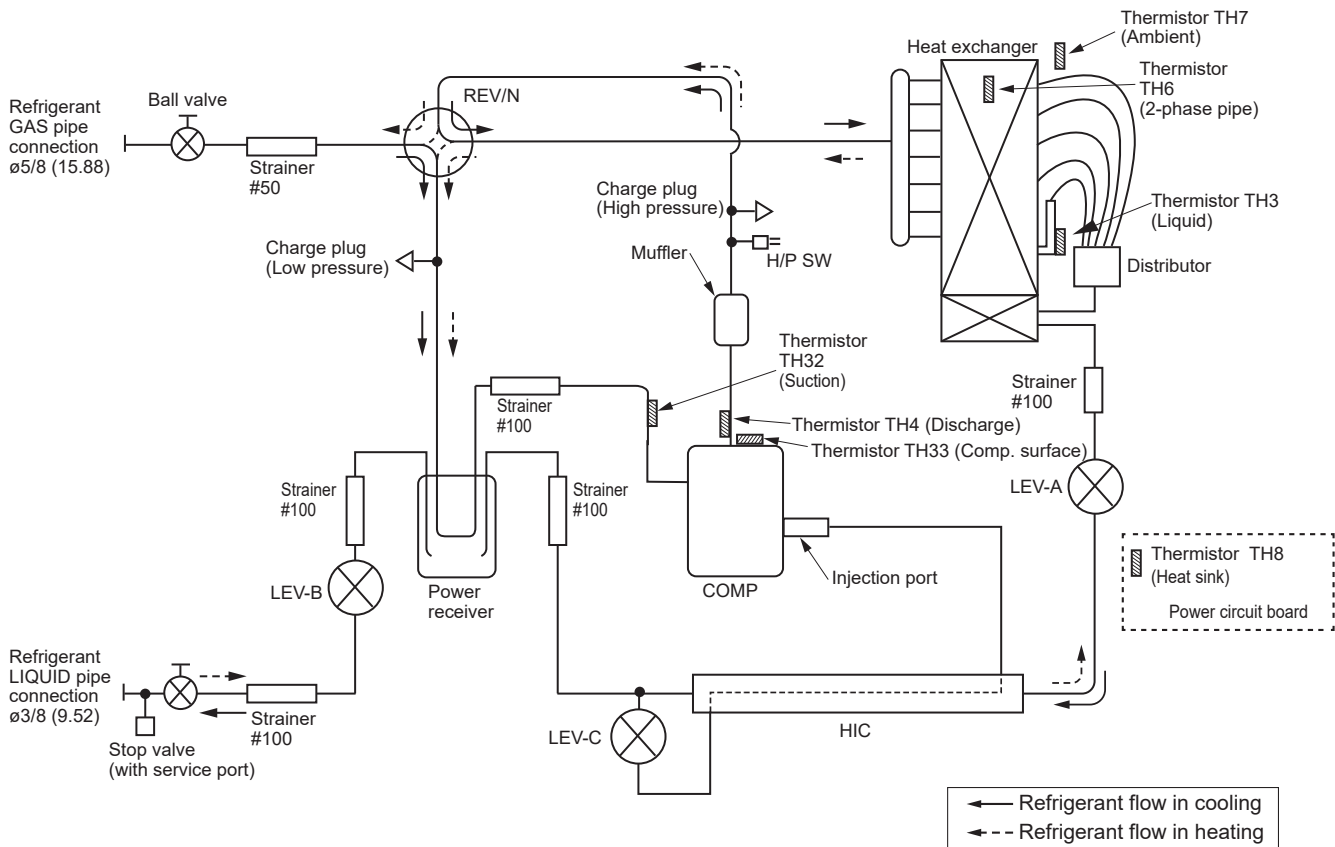 Thermistor TH7
(Ambient)
Heat exchanger
Thermistor
TH6
(2-phase pipe)
Refrigerant
GAS pipe
connection
ø5/8 (15.88)
Ball valve
REV/N
Strainer
#50
Charge plug
(High pressure)
Thermistor TH3
(Liquid)
Charge plug
(Low pressure)
Muffler
H/P SW
Distributor
Thermistor
TH32
(Suction)
Strainer
#100
Strainer
#100
Thermistor TH4 (Discharge)
Thermistor TH33 (Comp. surface)
Strainer
#100
Strainer
#100
LEV-A
Thermistor TH8
(Heat sink)
Power circuit board
Injection port
LEV-B
Power
receiver
COMP
Refrigerant
LIQUID pipe
connection
ø3/8 (9.52)
Strainer
#100
Stop valve
(with service port)
LEV-C
HIC
Refrigerant flow in cooling
Refrigerant flow in heating